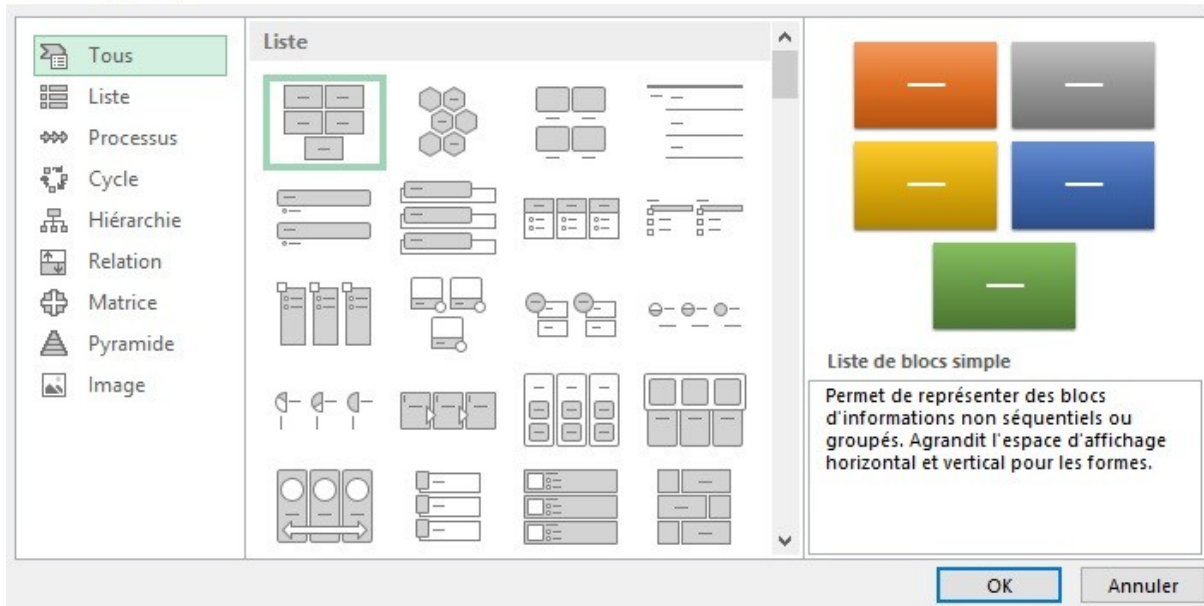 Tous
Liste
Processus
Cycle
Hiérarchie
Relation
Matrice
Pyramide
Image
Liste
Liste de blocs simple
Permet de représenter des blocs
d'informations non séquentiels ou
groupés. Agrandit l'espace d'affichage
horizontal et vertical pour les formes.
OK
Annuler